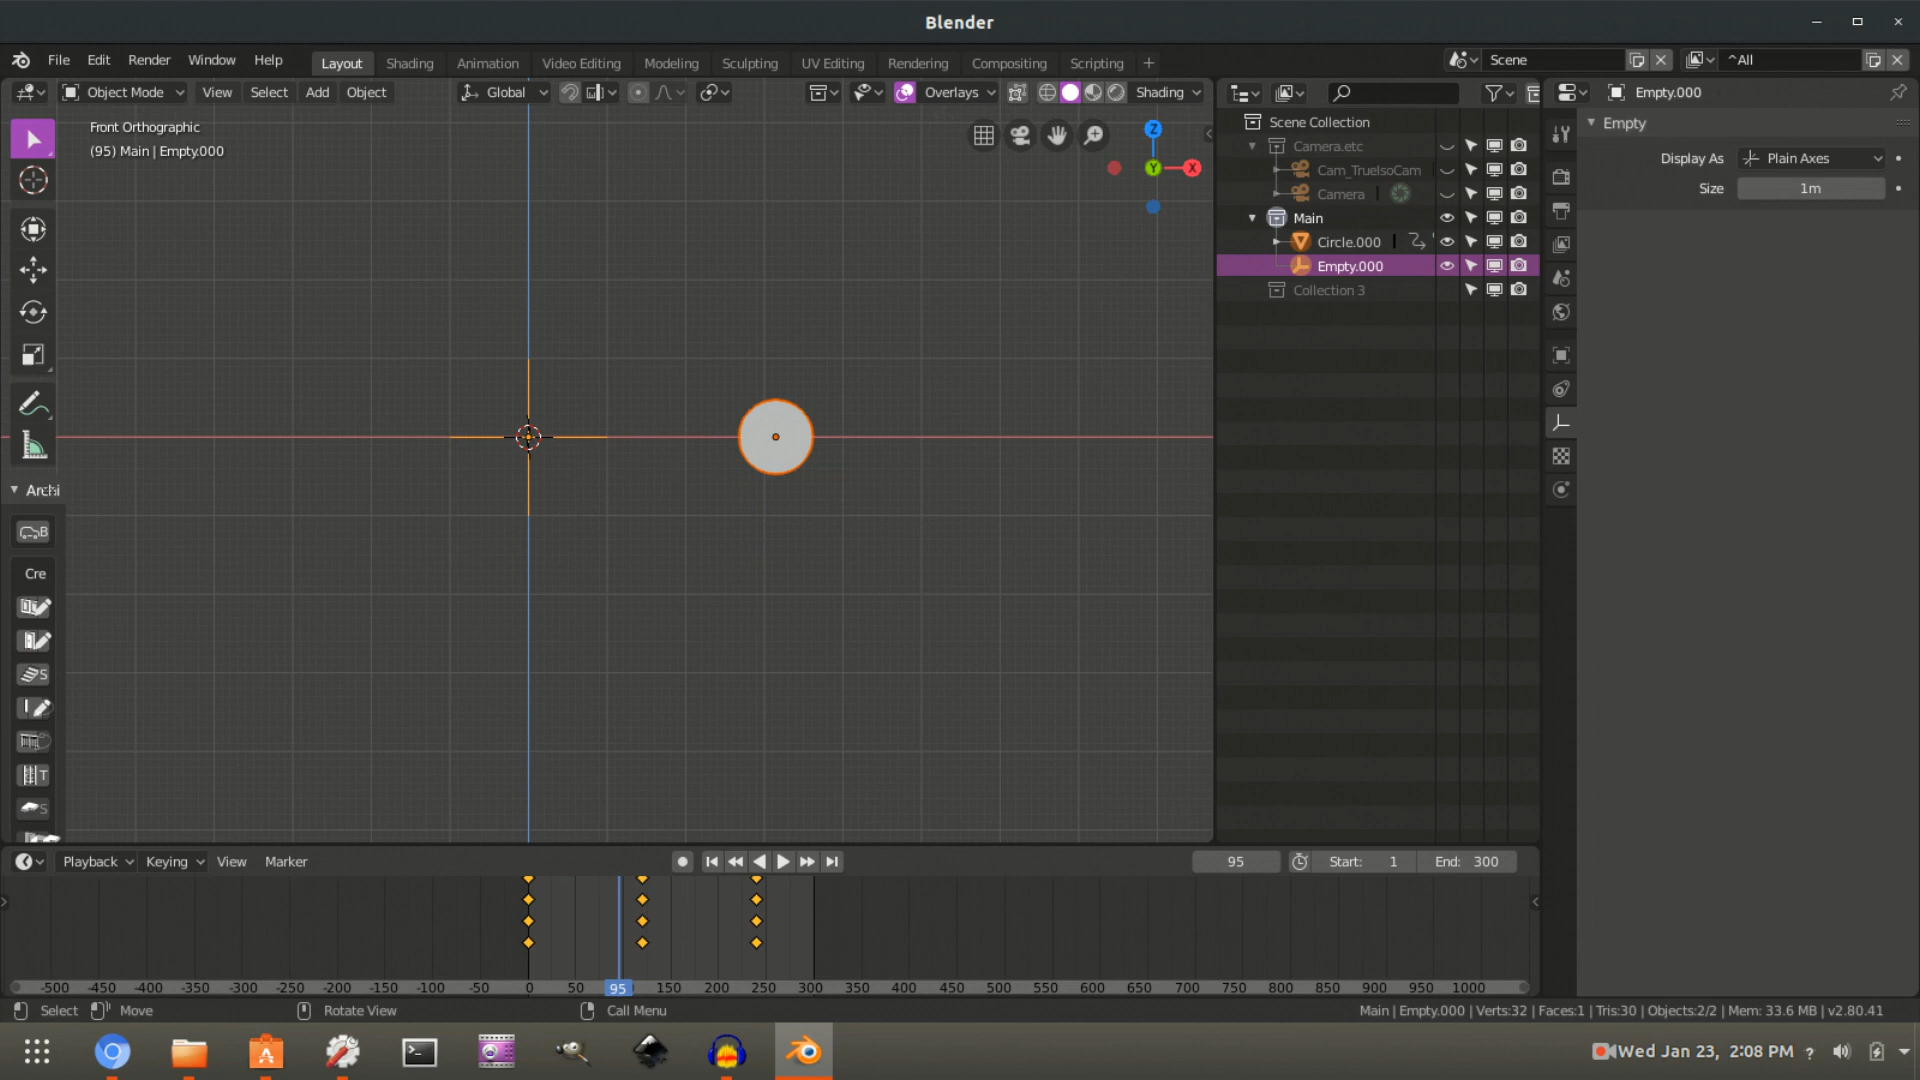 Blender
File Edit Render Window Help Layout Shading Animation Video Editing Modeling Sculpting UV Editing Rendering Compositing Scripting + Scene ^All
Object Mode View Select Add Object Global Overlays Shading Empty.000
Front Orthographic
(95) Main | Empty.000
Z
Y
X
Scene Collection
Camera.etc
Cam_TrueIsoCam
Camera
Main
Circle.000
Empty.000
Collection 3
Empty
Display As Plain Axes
Size 1m
Archi
B
Cre
S
T
S
Playback Keying View Marker 95 Start: 1 End: 300
-500 -450 -400 -350 -300 -250 -200 -150 -100 -50 0 50 95 150 200 250 300 350 400 450 500 550 600 650 700 750 800 850 900 950 1000
Select Move Rotate View Call Menu Main | Empty.000 | Verts:32 | Faces:1 | Tris:30 | Objects:2/2 | Mem: 33.6 MB | v2.80.41
Wed Jan 23, 2:08 PM ?